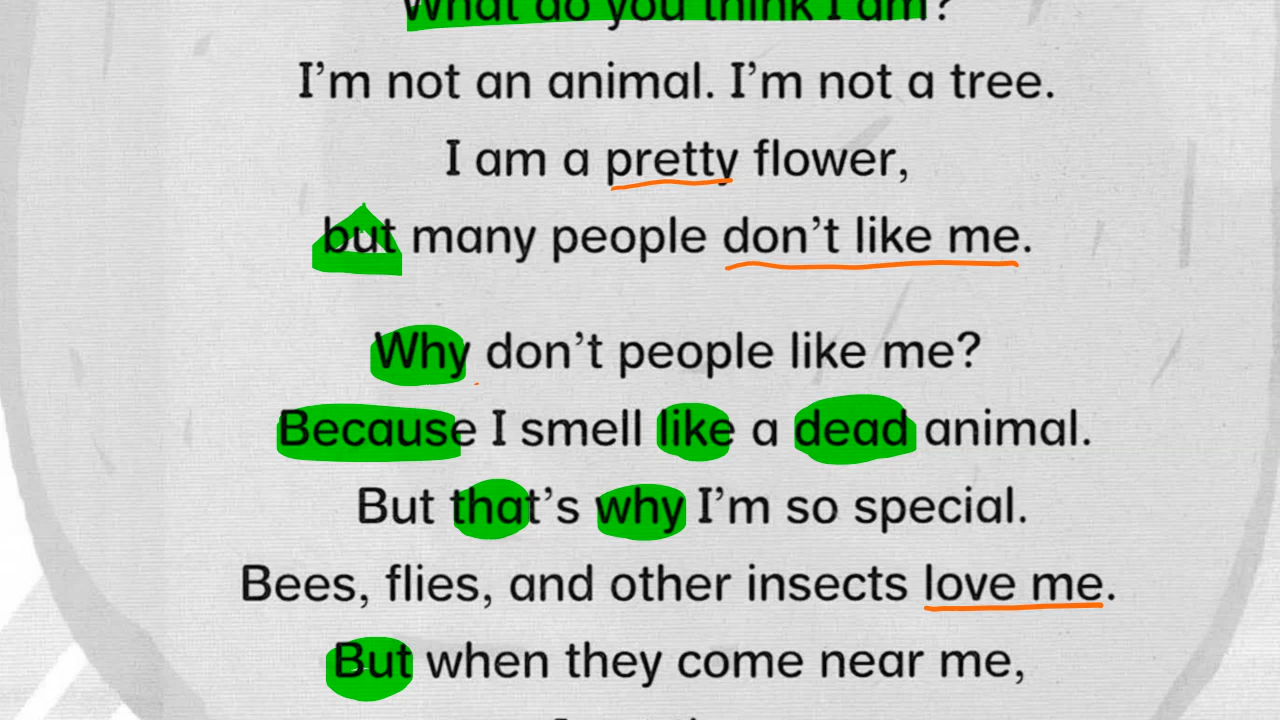 What do you think I am?
I'm not an animal. I'm not a tree.
I am a pretty flower,
but many people don't like me.
Why don't people like me?
Because I smell like a dead animal.
But that's why I'm so special.
Bees, flies, and other insects love me.
But when they come near me,